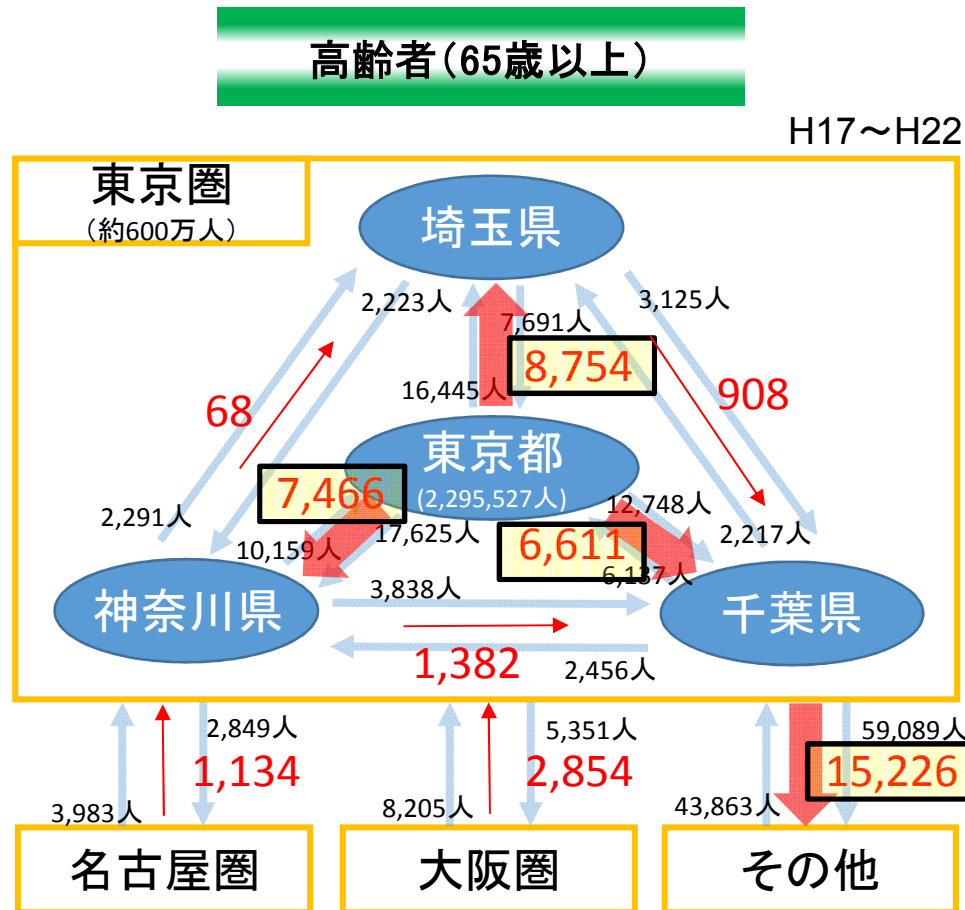 高齢者（65歳以上）
H17～H22
東京圏
（約600万人）
埼玉県
2,223人
3,125人
7,691人
8,754
16,445人
68
908
東京都
(2,295,527人)
7,466
12,748人
2,291人
17,625人
6,611
2,217人
10,159人
6,137人
神奈川県
3,838人
千葉県
1,382
2,456人
2,849人
5,351人
59,089人
1,134
2,854
15,226
3,983人
8,205人
43,863人
名古屋圏
大阪圏
その他